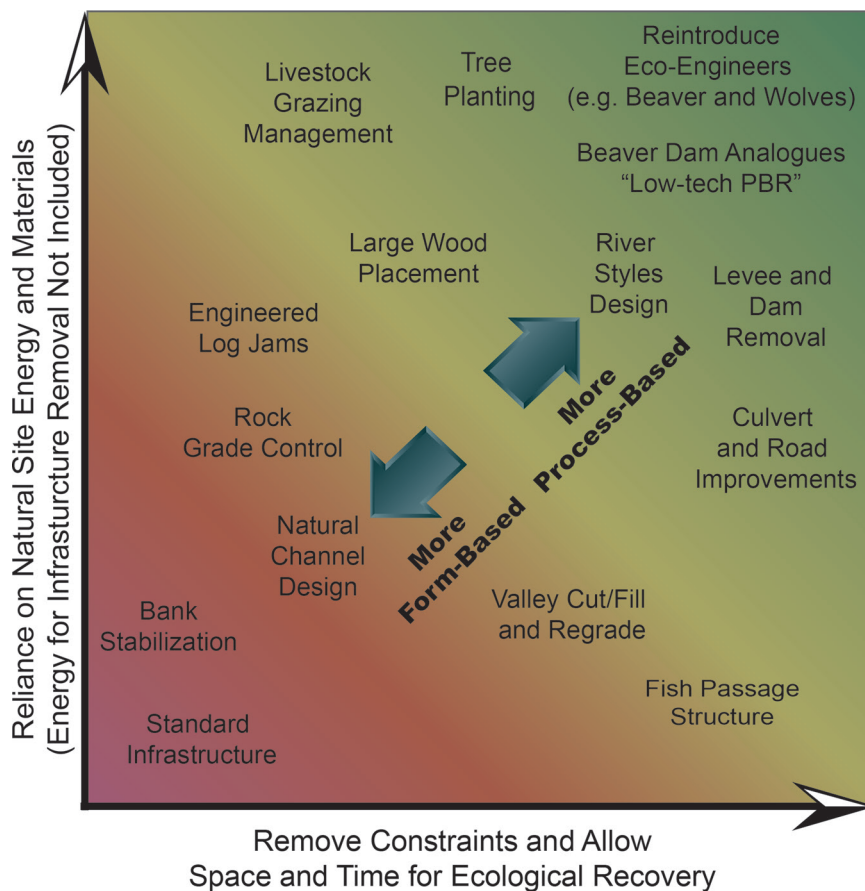 Reliance on Natural Site Energy and Materials
(Energy for Infrasturcture Removal Not Included)
Livestock
Grazing
Management
Tree
Planting
Reintroduce
Eco-Engineers
(e.g. Beaver and Wolves)
Beaver Dam Analogues
“Low-tech PBR”
Large Wood
Placement
River
Styles
Design
Levee and
Dam
Removal
Engineered
Log Jams
More
Process-Based
Rock
Grade Control
Culvert
and Road
Improvements
Natural
Channel
Design
More
Form-Based
Bank
Stabilization
Valley Cut/Fill
and Regrade
Fish Passage
Structure
Standard
Infrastructure
Remove Constraints and Allow
Space and Time for Ecological Recovery